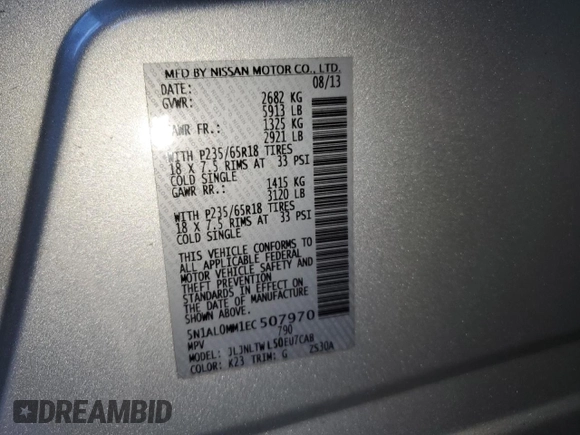 MFD BY NISSAN MOTOR CO., LTD.
DATE: 08/13
GVWR: 2682 KG
5913 LB
GAWR FR.: 1325 KG
2921 LB
WITH P235/65R18 TIRES
18 X 7.5 RIMS AT 33 PSI
COLD SINGLE
GAWR RR.: 1415 KG
3120 LB
WITH P235/65R18 TIRES
18 X 7.5 RIMS AT 33 PSI
COLD SINGLE
THIS VEHICLE CONFORMS TO
ALL APPLICABLE FEDERAL
MOTOR VEHICLE SAFETY AND
THEFT PREVENTION
STANDARDS IN EFFECT ON
THE DATE OF MANUFACTURE
SHOWN ABOVE.
5N1AL0MM1EC507970
MPV 790
MODEL: JLJNLTWL50EU7CAB
COLOR: K23 TRIM: G 2530A
DREAMBID